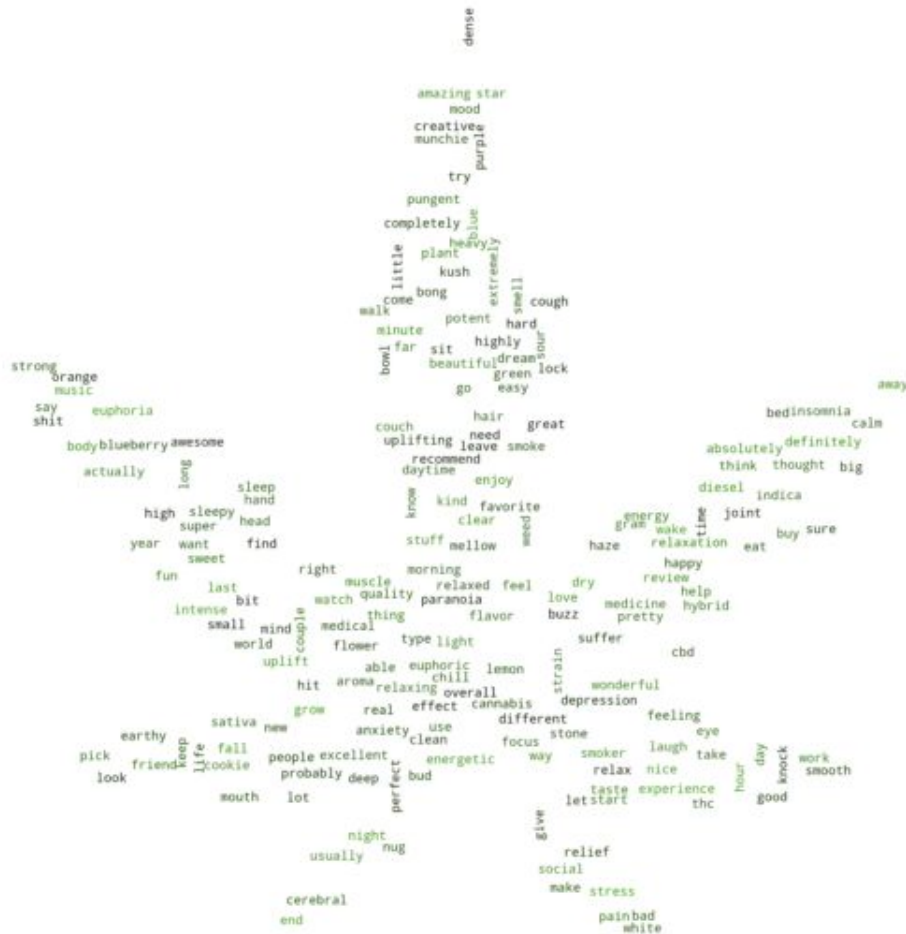 dense
amazing star
mood
creative
munchie
purple
try
pungent
completely
blue
heavy
plant
little
kush
extremely
smell
bong
come
cough
walk
potent
hard
minute
sour
highly
bowl
far
sit
dream
beautiful
lock
green
strong
orange
go
easy
away
music
say
euphoria
shit
hair
bed
insomnia
great
calm
couch
need
uplifting
leave
smoke
body
blueberry
awesome
definitely
absolutely
recommend
daytime
think
thought
big
actually
long
enjoy
sleep
diesel
know
kind
hand
indica
favorite
high
sleepy
energy
time
joint
super
head
clear
weed
gram
wake
buy
sure
year
want
find
stuff
mellow
haze
relaxation
eat
sweet
happy
right
morning
fun
muscle
relaxed
feel
dry
review
last
watch
quality
paranoia
love
help
bit
intense
thing
flavor
buzz
medicine
hybrid
pretty
small
mind
couple
medical
world
flower
type
light
suffer
cbd
uplift
able
euphoric
lemon
strain
hit
aroma
chill
relaxing
wonderful
overall
grow
real
effect
cannabis
depression
sativa
new
different
feeling
earthy
anxiety
use
stone
eye
clean
focus
pick
keep
life
fall
people
excellent
energetic
way
smoker
laugh
take
day
work
friend
cookie
look
probably
deep
bud
relax
nice
knock
smooth
perfect
hour
taste
experience
mouth
lot
let
start
thc
good
give
night
nug
usually
relief
social
make
stress
cerebral
end
pain
bad
white